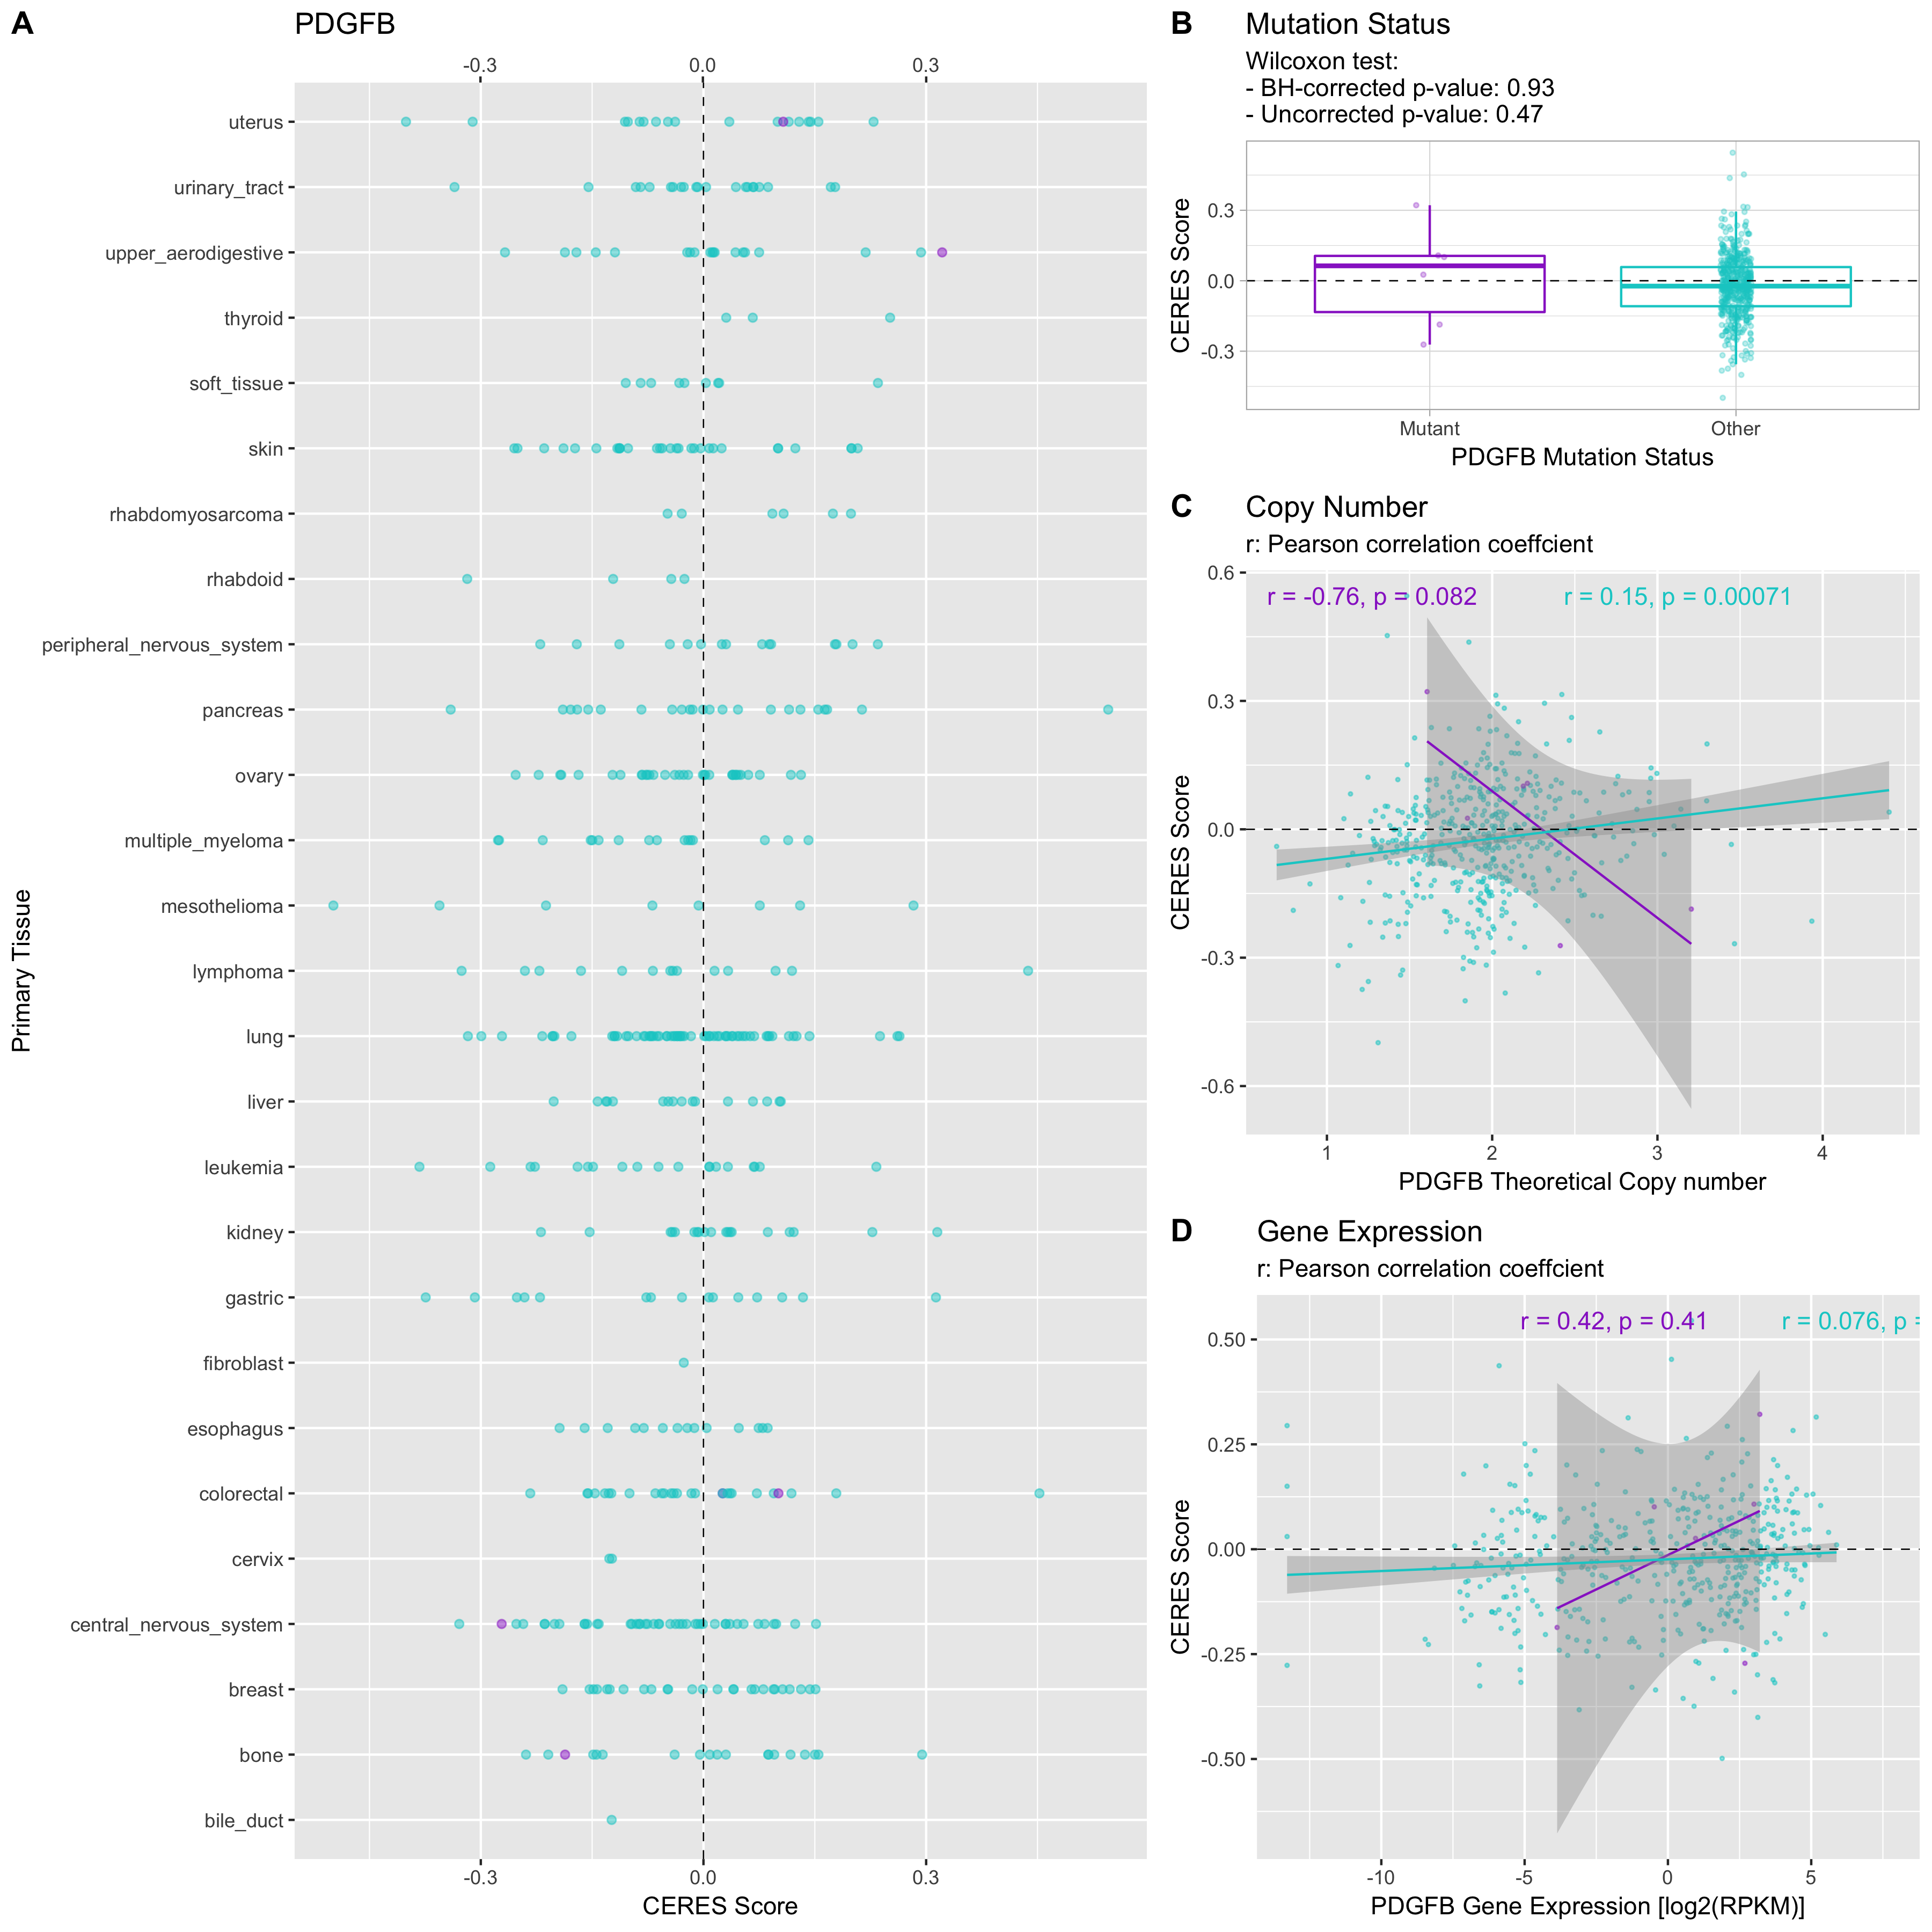 A
PDGFB
-0.3 0.0 0.3
Primary Tissue
uterus
urinary_tract
upper_aerodigestive
thyroid
soft_tissue
skin
rhabdomyosarcoma
rhabdoid
peripheral_nervous_system
pancreas
ovary
multiple_myeloma
mesothelioma
lymphoma
lung
liver
leukemia
kidney
gastric
fibroblast
esophagus
colorectal
cervix
central_nervous_system
breast
bone
bile_duct
-0.3 0.0 0.3
CERES Score
B
Mutation Status
Wilcoxon test:
- BH-corrected p-value: 0.93
- Uncorrected p-value: 0.47
CERES Score
0.3
0.0
-0.3
Mutant Other
PDGFB Mutation Status
C
Copy Number
r: Pearson correlation coeffcient
r = -0.76, p = 0.082 r = 0.15, p = 0.00071
CERES Score
0.6
0.3
0.0
-0.3
-0.6
1 2 3 4
PDGFB Theoretical Copy number
D
Gene Expression
r: Pearson correlation coeffcient
r = 0.42, p = 0.41 r = 0.076, p =
CERES Score
0.50
0.25
0.00
-0.25
-0.50
-10 -5 0 5
PDGFB Gene Expression [log2(RPKM)]